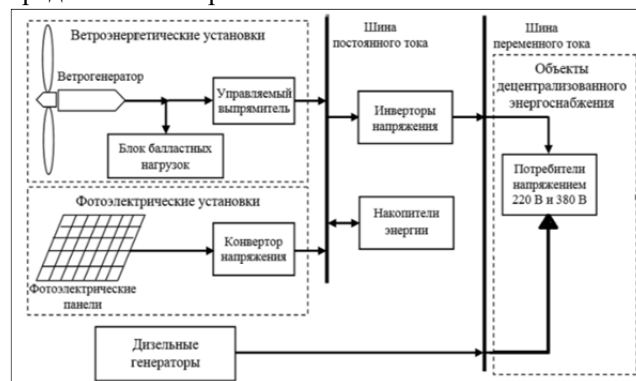 Ветроэнергетические установки
Шина
постоянного тока
Шина
переменного тока
Ветрогенератор
Управляемый
выпрямитель
Блок балластных
нагрузок
Инверторы
напряжения
Объекты
децентрализованного
энергоснабжения
Потребители
напряжением
220 В и 380 В
Фотоэлектрические установки
Конвертор
напряжения
Накопители
энергии
Фотоэлектрические
панели
Дизельные
генераторы